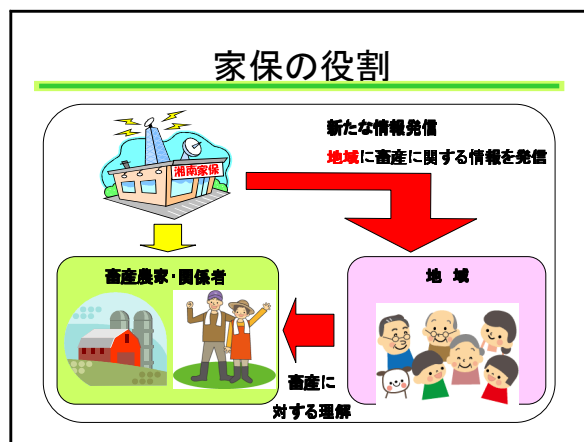 家保の役割
新たな情報発信
地域に畜産に関する情報を発信
湘南家保
畜産農家・関係者
地 域
畜産に
対する理解